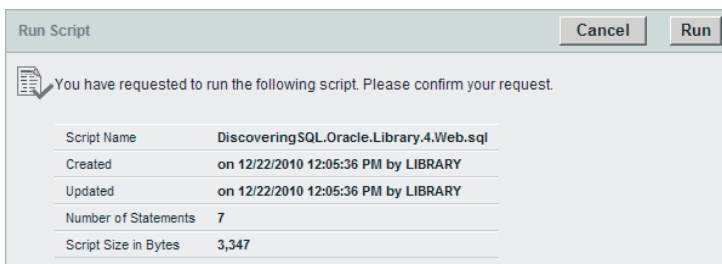 Run Script Cancel Run
You have requested to run the following script. Please confirm your request.
Script Name DiscoveringSQL.Oracle.Library.4.Web.sql
Created on 12/22/2010 12:05:36 PM by LIBRARY
Updated on 12/22/2010 12:05:36 PM by LIBRARY
Number of Statements 7
Script Size in Bytes 3,347